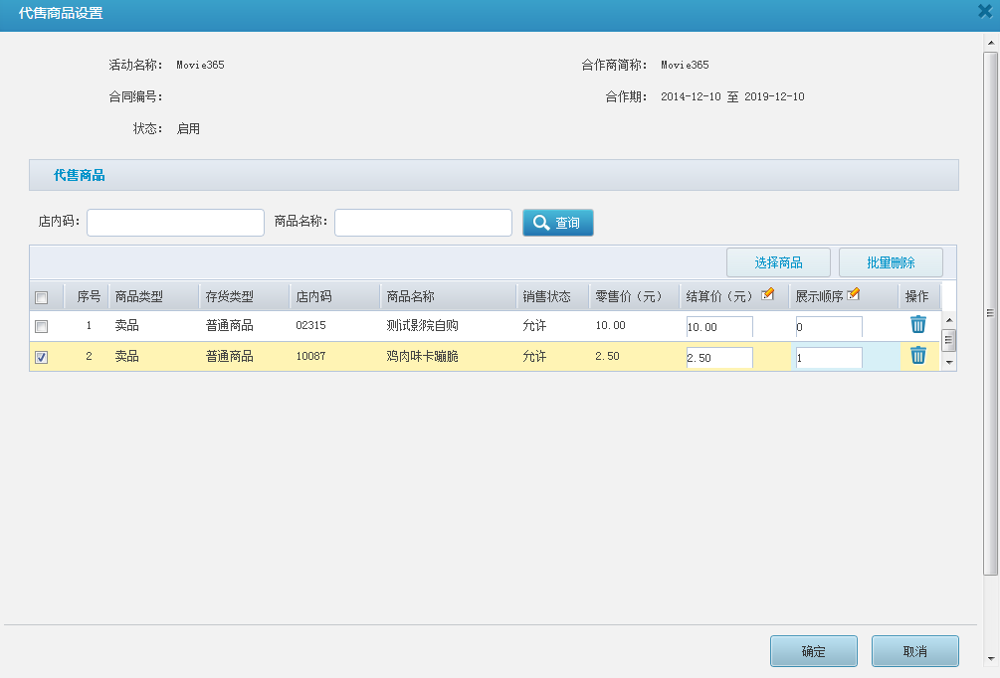 代售商品设置
活动名称： Movie365 合作商简称： Movie365
合同编号： 合作期： 2014-12-10 至 2019-12-10
状态： 启用
代售商品
店内码： 商品名称： 查询
选择商品 批量删除
序号 商品类型 存货类型 店内码 商品名称 销售状态 零售价（元） 结算价（元） 展示顺序 操作
1 卖品 普通商品 02315 测试影院自购 允许 10.00 10.00 0
2 卖品 普通商品 10087 鸡肉味卡蹦脆 允许 2.50 2.50 1
确定 取消